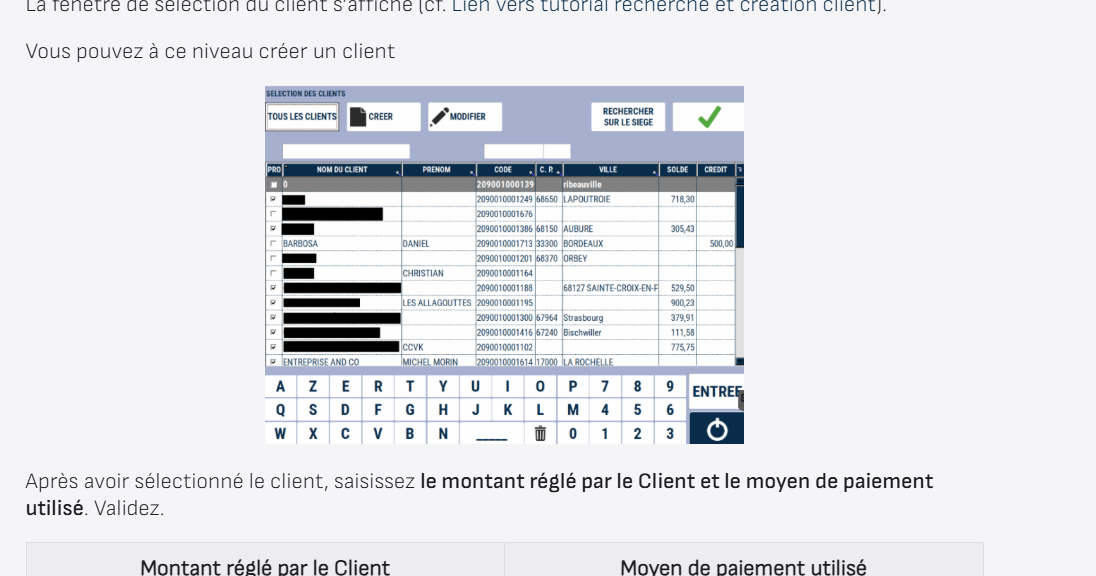 La fenêtre de sélection du client s'affiche (cf. Lien vers tutorial recherche et création client).
Vous pouvez à ce niveau créer un client
SELECTION DES CLIENTS
TOUS LES CLIENTS CREER MODIFIER RECHERCHER SUR LE SIEGE
PRO NOM DU CLIENT PRENOM CODE C. P. VILLE SOLDE CREDIT
0 209001000139 ribeauville
2090010001249 68650 LAPOUTROIE 718,30
2090010001676
2090010001386 68150 AUBURE 305,43
BARBOSA DANIEL 2090010001713 33300 BORDEAUX 500,00
2090010001201 68370 ORBEY
CHRISTIAN 2090010001164
2090010001188 68127 SAINTE-CROIX-EN-P 529,50
LES ALLAGOUTTES 2090010001195 900,23
2090010001300 67964 Strasbourg 379,91
2090010001416 67240 Bischwiller 111,58
CCVK 2090010001102 775,75
ENTREPRISE AND CO MICHEL MORIN 2090010001614 17000 LA ROCHELLE
A Z E R T Y U I O P 7 8 9 ENTREE
Q S D F G H J K L M 4 5 6
W X C V B N _____ 0 1 2 3
Après avoir sélectionné le client, saisissez le montant réglé par le Client et le moyen de paiement
utilisé. Validez.
Montant réglé par le Client Moyen de paiement utilisé